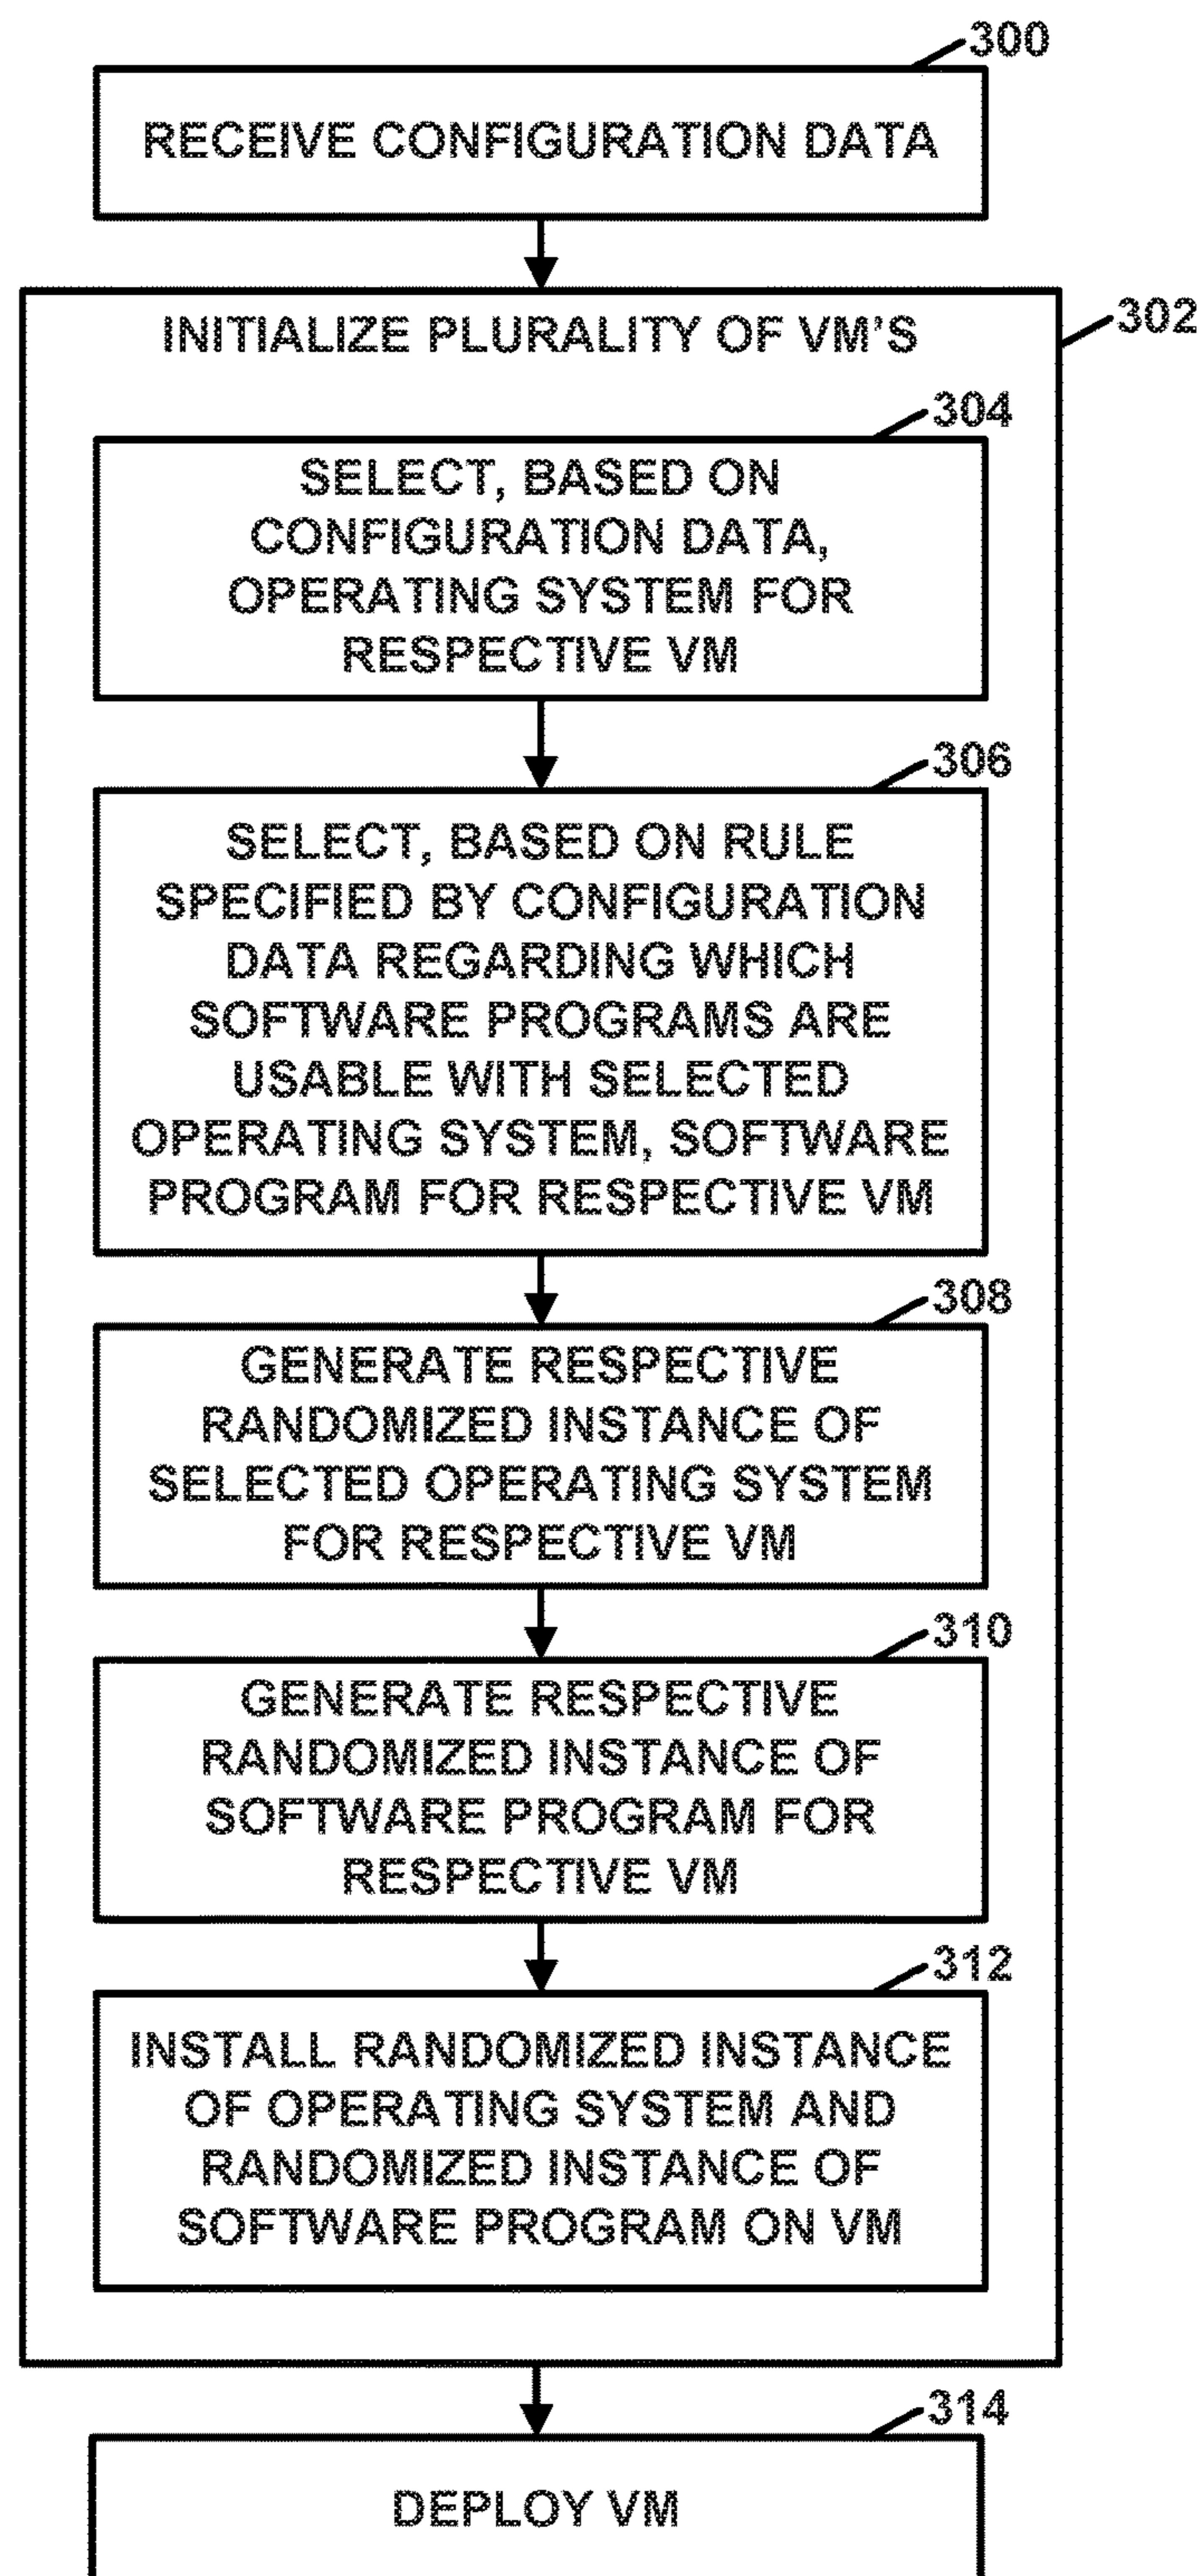 300
RECEIVE CONFIGURATION DATA
302
INITIALIZE PLURALITY OF VM'S
304
SELECT, BASED ON
CONFIGURATION DATA,
OPERATING SYSTEM FOR
RESPECTIVE VM
306
SELECT, BASED ON RULE
SPECIFIED BY CONFIGURATION
DATA REGARDING WHICH
SOFTWARE PROGRAMS ARE
USABLE WITH SELECTED
OPERATING SYSTEM, SOFTWARE
PROGRAM FOR RESPECTIVE VM
308
GENERATE RESPECTIVE
RANDOMIZED INSTANCE OF
SELECTED OPERATING SYSTEM
FOR RESPECTIVE VM
310
GENERATE RESPECTIVE
RANDOMIZED INSTANCE OF
SOFTWARE PROGRAM FOR
RESPECTIVE VM
312
INSTALL RANDOMIZED INSTANCE
OF OPERATING SYSTEM AND
RANDOMIZED INSTANCE OF
SOFTWARE PROGRAM ON VM
314
DEPLOY VM